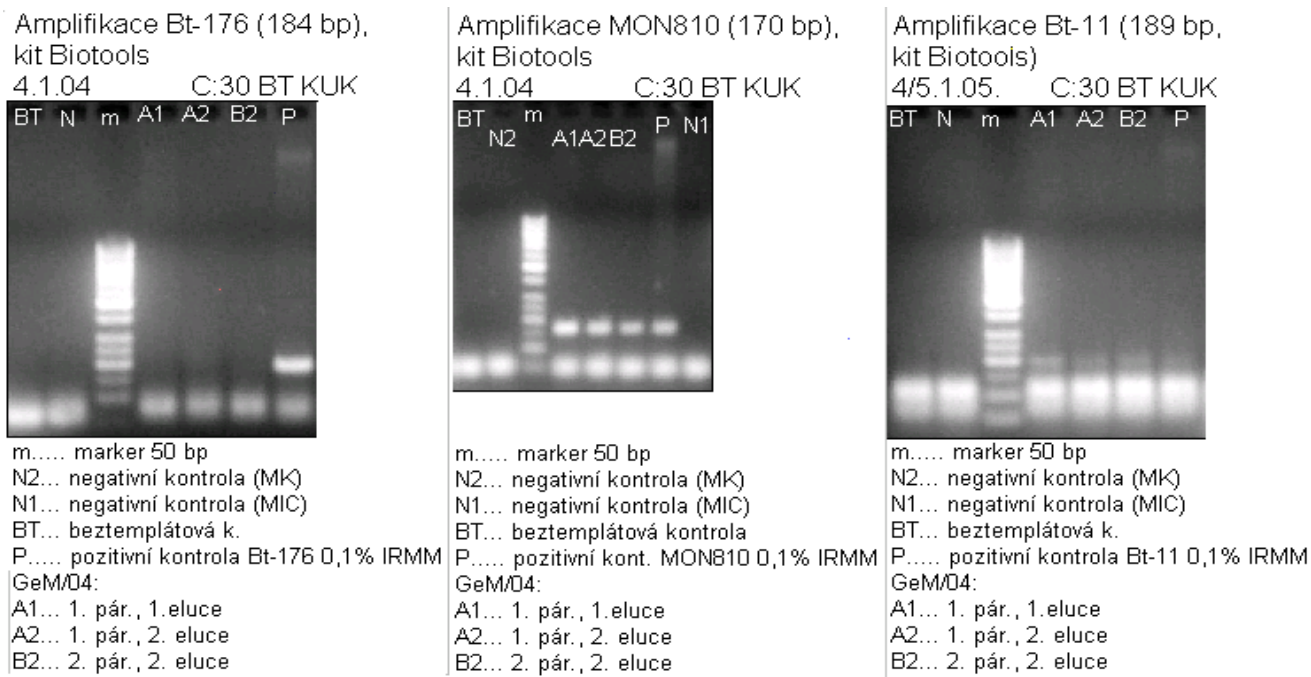 Amplifikace Bt-176 (184 bp),
kit Biotools
4.1.04 C:30 BT KUK
BT N m A1 A2 B2 P
m..... marker 50 bp
N2... negativní kontrola (MK)
N1... negativní kontrola (MIC)
BT... beztemplátová k.
P..... pozitivní kontrola Bt-176 0,1% IRMM
GeM/04:
A1... 1. pár., 1.eluce
A2... 1. pár., 2. eluce
B2... 2. pár., 2. eluce
Amplifikace MON810 (170 bp),
kit Biotools
4.1.04 C:30 BT KUK
BT N2 m A1A2B2 P N1
m..... marker 50 bp
N2... negativní kontrola (MK)
N1... negativní kontrola (MIC)
BT... beztemplátová kontrola
P..... pozitivní kont. MON810 0,1% IRMM
GeM/04:
A1... 1. pár., 1.eluce
A2... 1. pár., 2. eluce
B2... 2. pár., 2. eluce
Amplifikace Bt-11 (189 bp,
kit Biotools)
4/5.1.05. C:30 BT KUK
BT N m A1 A2 B2 P
m..... marker 50 bp
N2... negativní kontrola (MK)
N1... negativní kontrola (MIC)
BT... beztemplátová k.
P..... pozitivní kontrola Bt-11 0,1% IRMM
GeM/04:
A1... 1. pár., 1.eluce
A2... 1. pár., 2. eluce
B2... 2. pár., 2. eluce